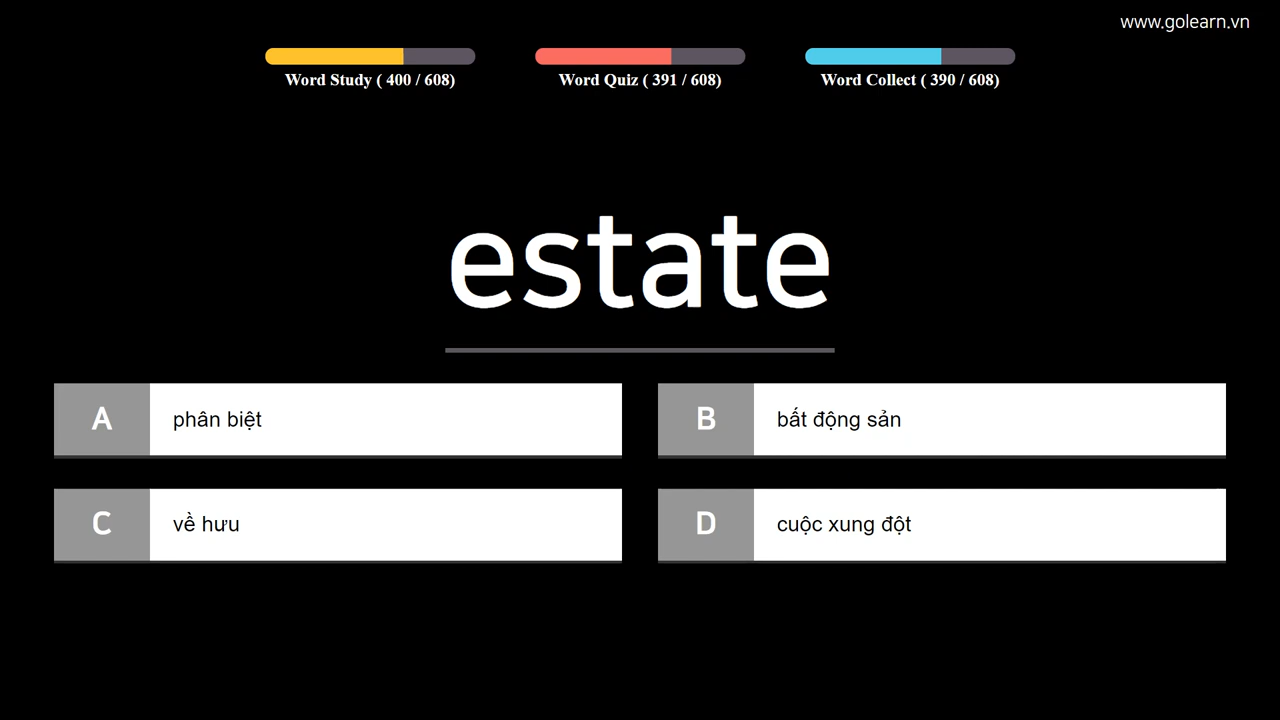 www.golearn.vn
Word Study ( 400 / 608)
Word Quiz ( 391 / 608)
Word Collect ( 390 / 608)
estate
A phân biệt
B bất động sản
C về hưu
D cuộc xung đột